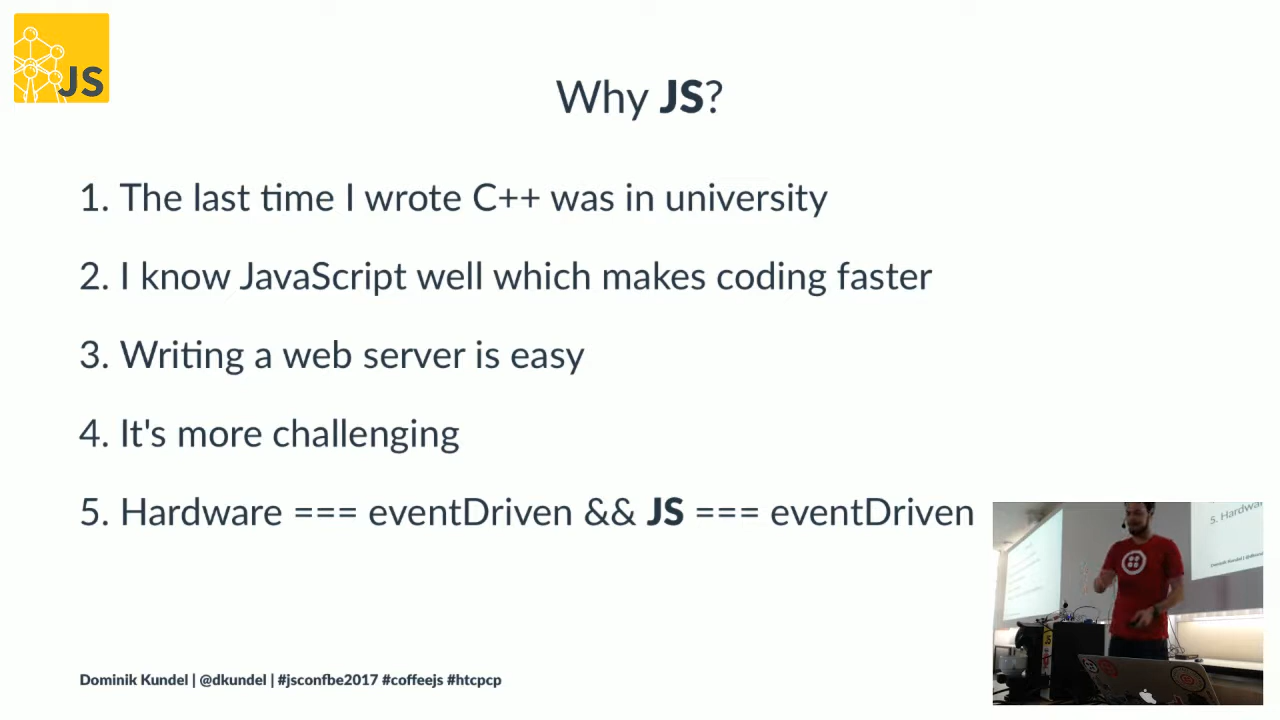 JS
Why JS?
1. The last time I wrote C++ was in university
2. I know JavaScript well which makes coding faster
3. Writing a web server is easy
4. It's more challenging
5. Hardware === eventDriven && JS === eventDriven
5. Hardwa
Dominik Kundel | @dkundel | #jsconfbe2017 #coffeejs #htcpcp